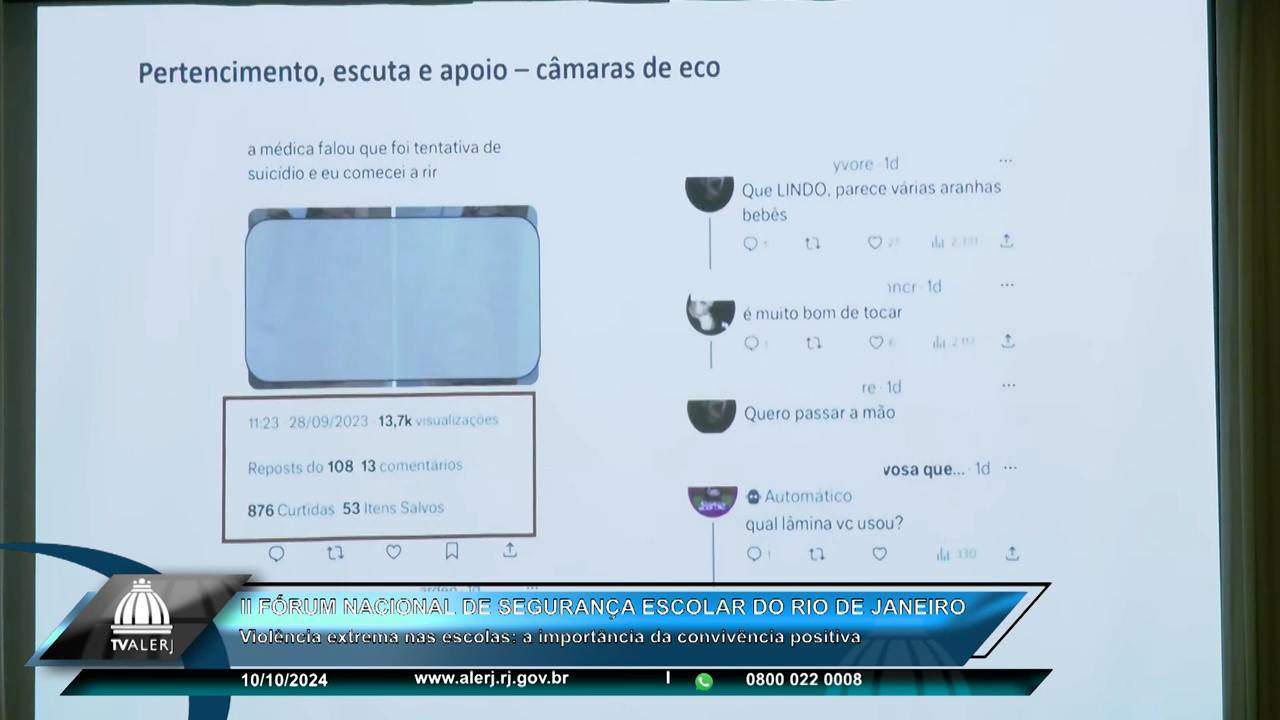 Pertencimento, escuta e apoio – câmaras de eco
a médica falou que foi tentativa de
suicídio e eu comecei a rir
11:23 · 28/09/2023 · 13,7k visualizações
Reposts do 108 13 comentários
876 Curtidas 53 Itens Salvos
yvore · 1d
Que LINDO, parece várias aranhas
bebês
ncr · 1d
é muito bom de tocar
re · 1d
Quero passar a mão
vosa que... · 1d
Automático
qual lâmina vc usou?
330
II FÓRUM NACIONAL DE SEGURANÇA ESCOLAR DO RIO DE JANEIRO
Violência extrema nas escolas: a importância da convivência positiva
TVALERJ
10/10/2024 www.alerj.rj.gov.br | 0800 022 0008